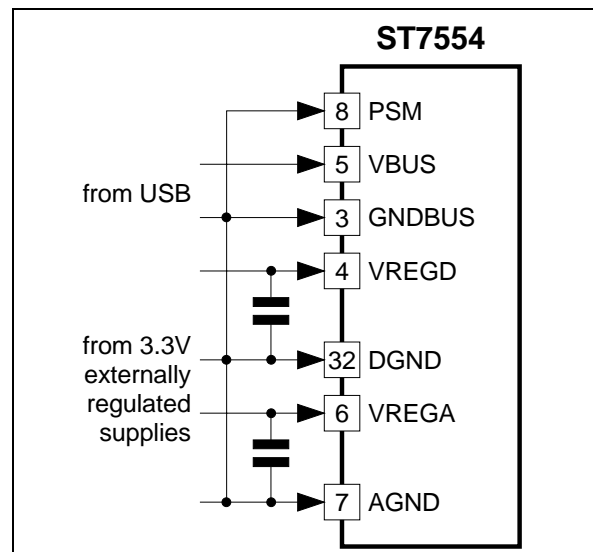 ST7554
8 PSM
5 VBUS
from USB
3 GNDBUS
4 VREGD
from 3.3V
32 DGND
externally
regulated
6 VREGA
supplies
7 AGND